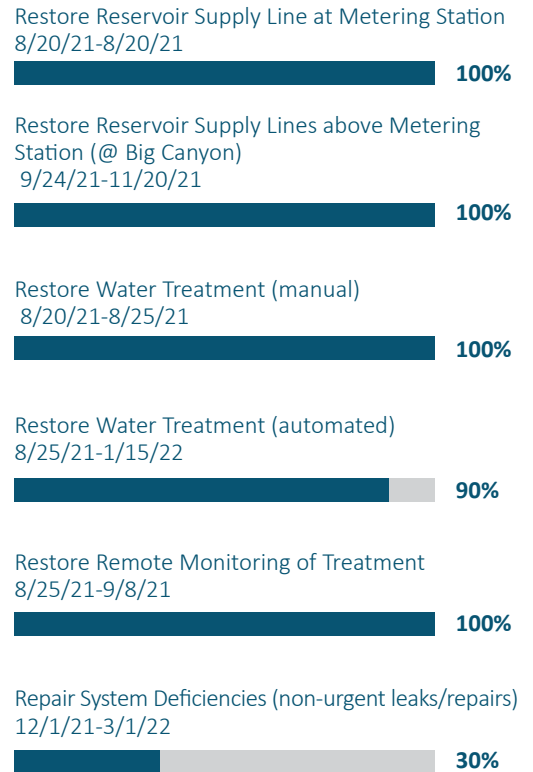 Restore Reservoir Supply Line at Metering Station
8/20/21-8/20/21
100%
Restore Reservoir Supply Lines above Metering
Station (@ Big Canyon)
9/24/21-11/20/21
100%
Restore Water Treatment (manual)
8/20/21-8/25/21
100%
Restore Water Treatment (automated)
8/25/21-1/15/22
90%
Restore Remote Monitoring of Treatment
8/25/21-9/8/21
100%
Repair System Deficiencies (non-urgent leaks/repairs)
12/1/21-3/1/22
30%